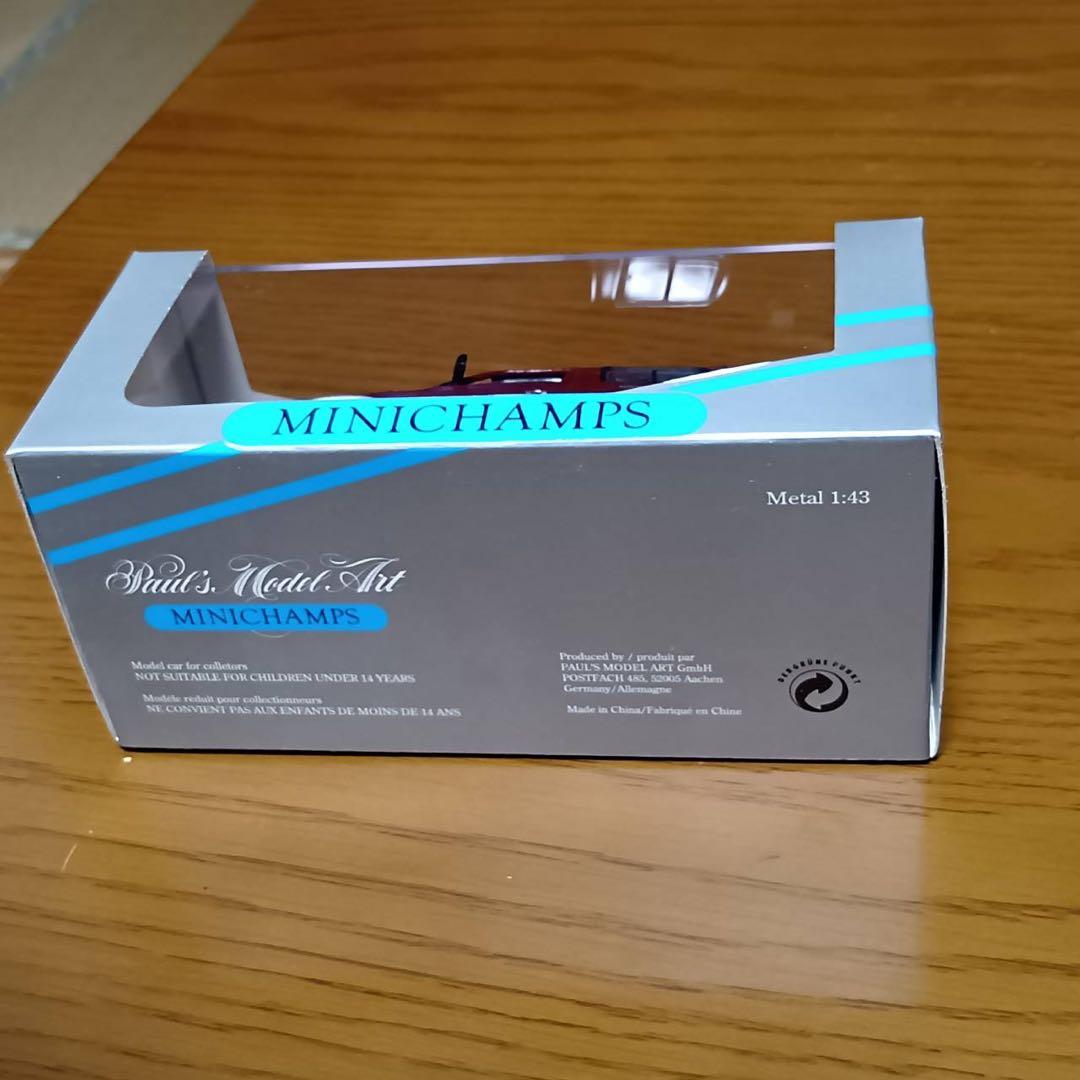 MINICHAMPS
Metal 1:43
Paul's Model Art
MINICHAMPS
Model car for colletors
NOT SUITABLE FOR CHILDREN UNDER 14 YEARS
Modèle reduit pour collectionneurs
NE CONVIENT PAS AUX ENFANTS DE MOINS DE 14 ANS
Produced by / produit par
PAUL'S MODEL ART GmbH
POSTFACH 485, 52005 Aachen
Germany/Allemagne
Made in China/Fabriqué en Chine
DER GRÜNE PUNKT